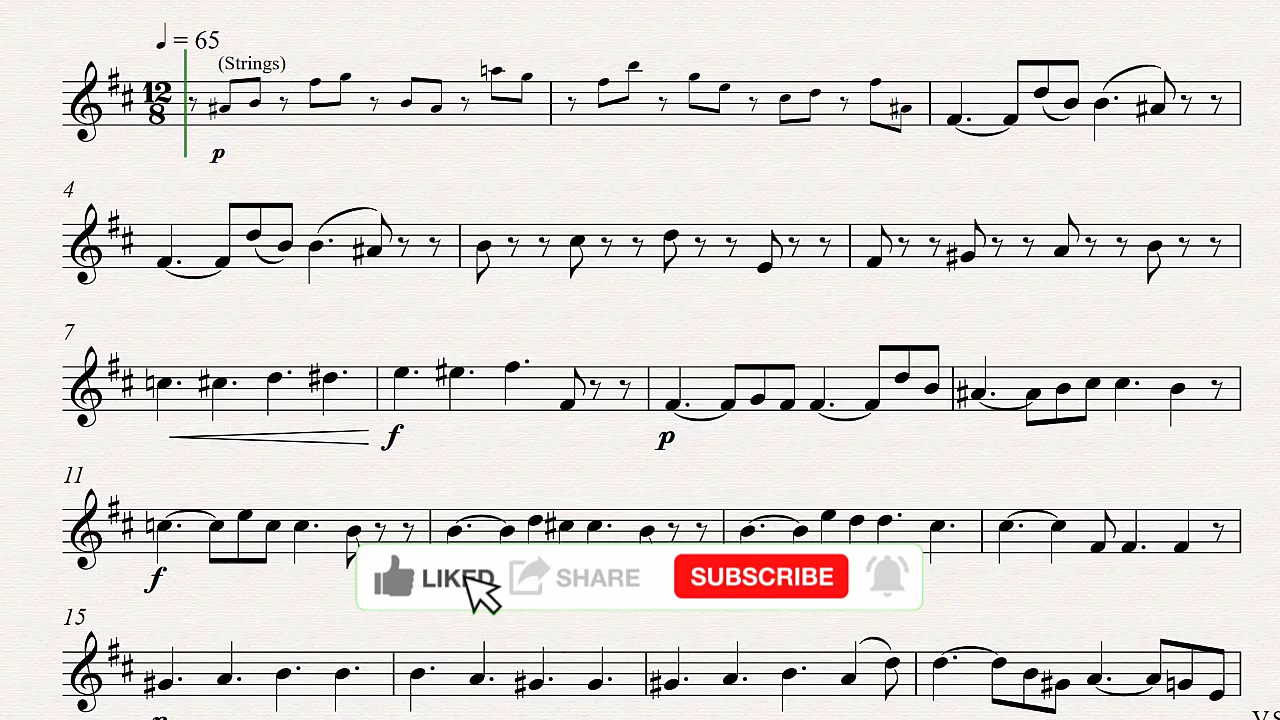 = 65
(Strings)
12
8
p
4
7
f
p
11
f
LIKED SHARE SUBSCRIBE
15
p
V.S